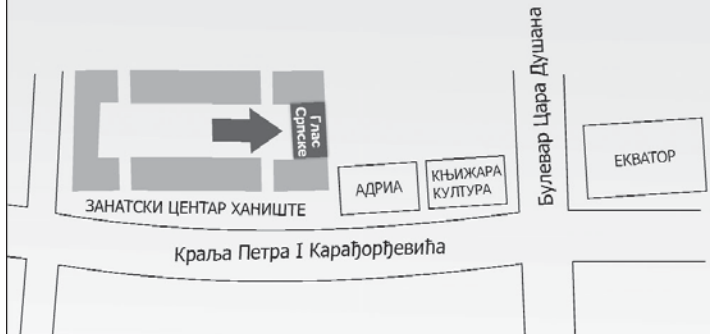 Глас
Српске
АДРИА
КЊИЖАРА
КУЛТУРА
Булевар Цара Душана
ЕКВАТОР
ЗАНАТСКИ ЦЕНТАР ХАНИШТЕ
Краља Петра I Карађорђевића